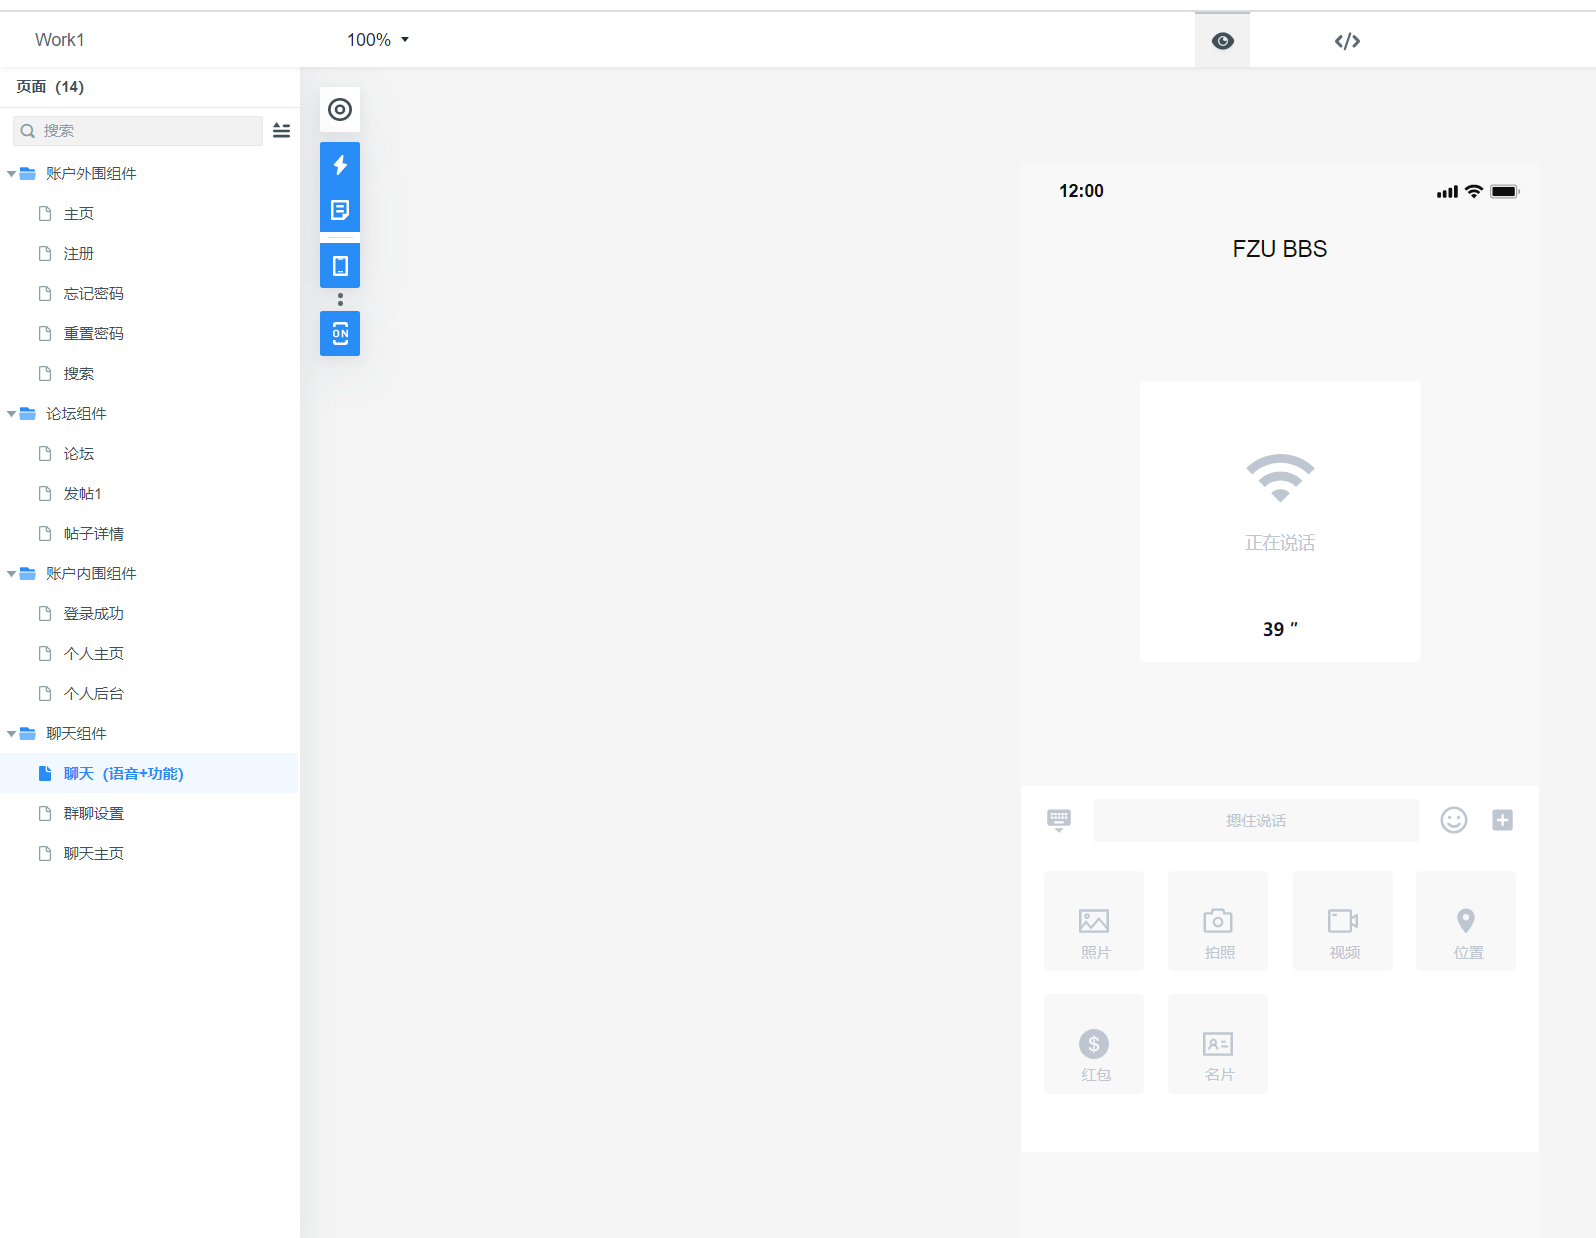 Work1
100%
页面 (14)
搜索
账户外围组件
主页
注册
忘记密码
重置密码
搜索
论坛组件
论坛
发帖1
帖子详情
账户内围组件
登录成功
个人主页
个人后台
聊天组件
聊天 (语音+功能)
群聊设置
聊天主页
ON
12:00
FZU BBS
正在说话
39 "
摁住说话
照片
拍照
视频
位置
红包
名片